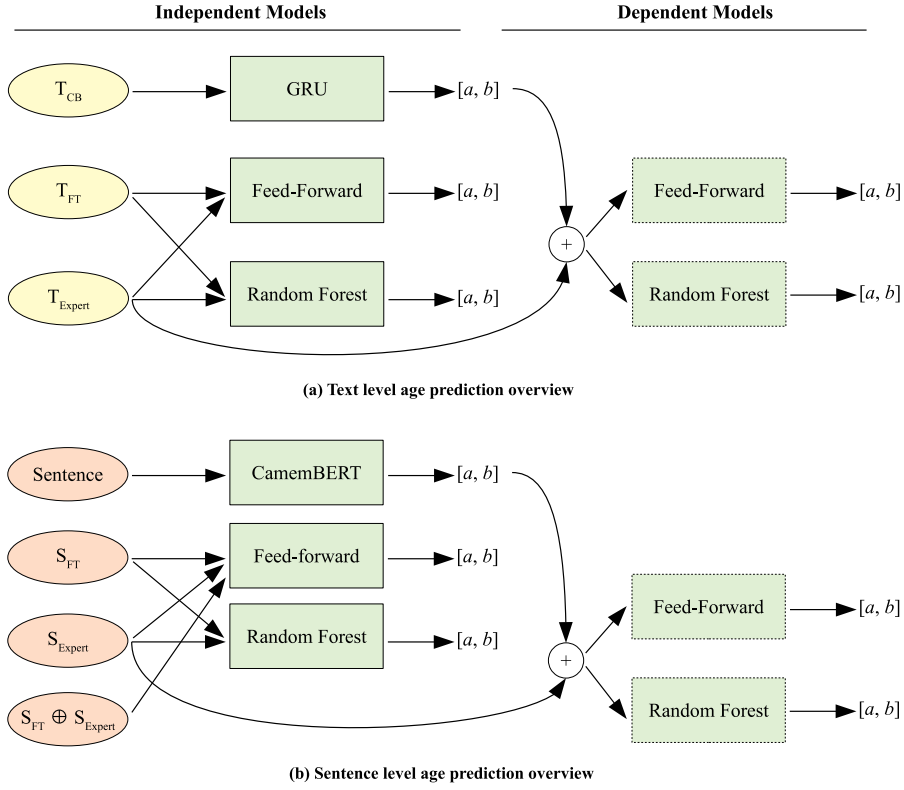 Independent Models
Dependent Models
T_CB
GRU
[a, b]
T_FT
Feed-Forward
[a, b]
Feed-Forward
[a, b]
+
T_Expert
Random Forest
[a, b]
Random Forest
[a, b]
(a) Text level age prediction overview
Sentence
CamemBERT
[a, b]
S_FT
Feed-forward
[a, b]
Feed-Forward
[a, b]
S_Expert
Random Forest
[a, b]
+
S_FT ⊕ S_Expert
Random Forest
[a, b]
(b) Sentence level age prediction overview